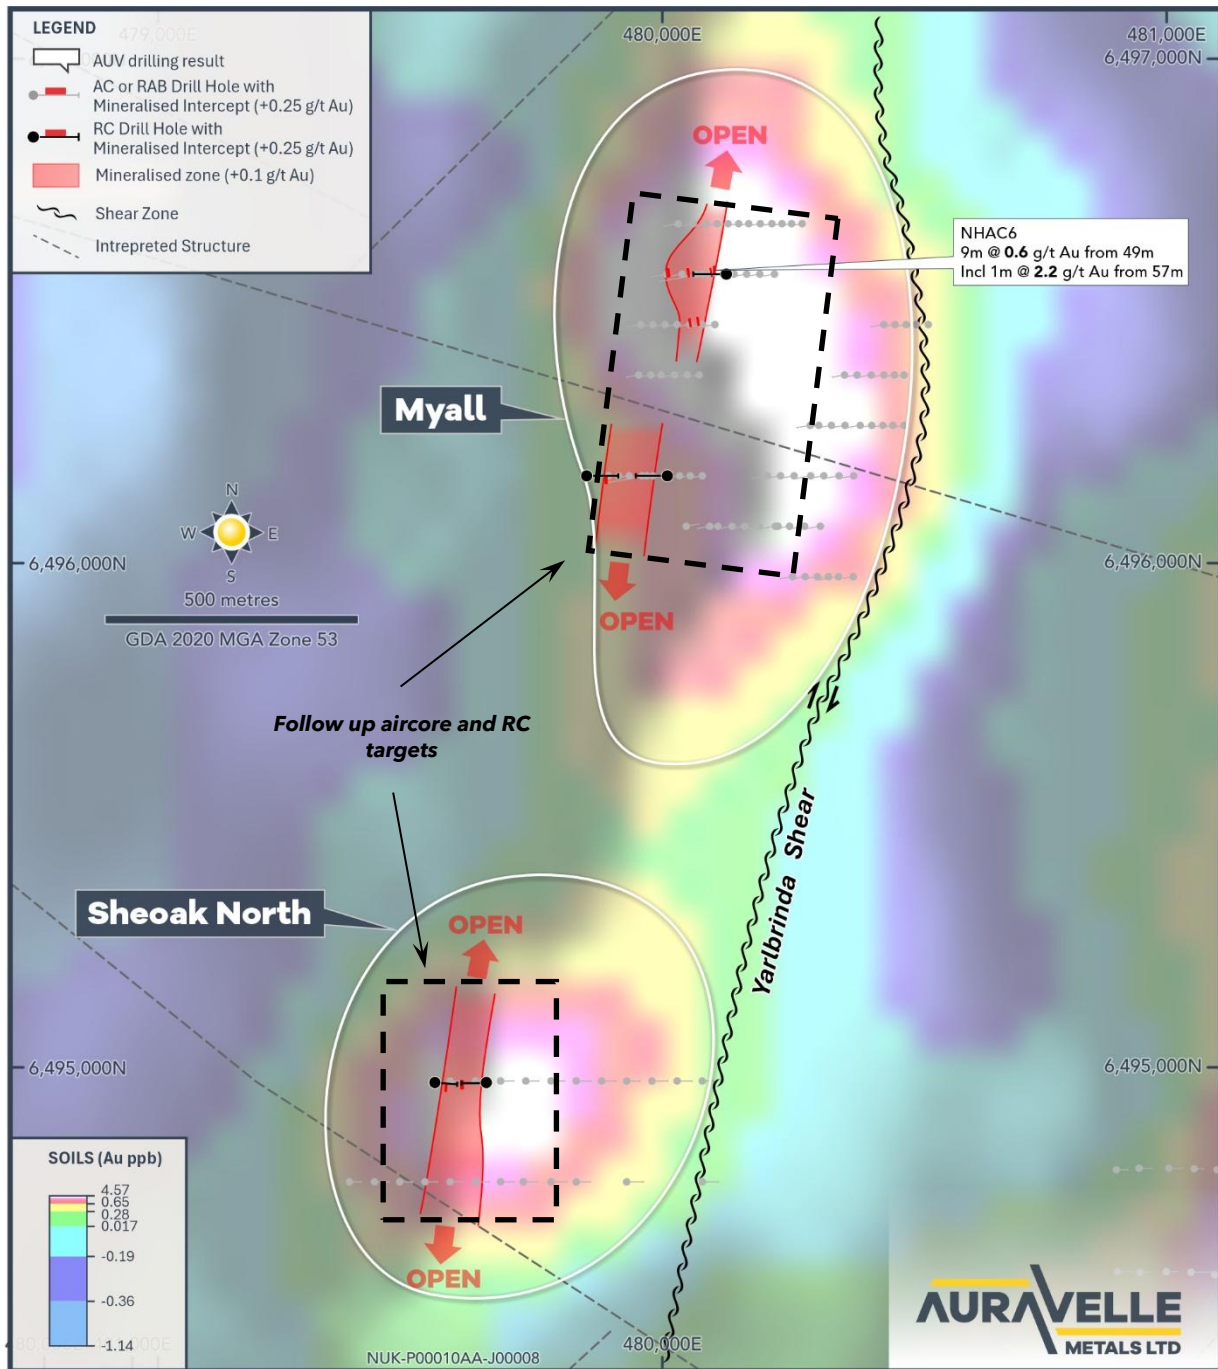 LEGEND
AUV drilling result
AC or RAB Drill Hole with
Mineralised Intercept (+0.25 g/t Au)
RC Drill Hole with
Mineralised Intercept (+0.25 g/t Au)
Mineralised zone (+0.1 g/t Au)
Shear Zone
Intrepreted Structure
479,000E
480,000E
481,000E
6,497,000N
OPEN
NHAC6
9m @ 0.6 g/t Au from 49m
Incl 1m @ 2.2 g/t Au from 57m
Myall
N
W
E
S
6,496,000N
6,496,000N
500 metres
GDA 2020 MGA Zone 53
OPEN
Follow up aircore and RC
targets
Yarlbrinda Shear
Sheoak North
OPEN
6,495,000N
6,495,000N
SOILS (Au ppb)
4.57
0.65
0.28
0.017
-0.19
-0.36
-1.14
OPEN
480,000E
NUK-P00010AA-J00008
AURAVELLE
METALS LTD